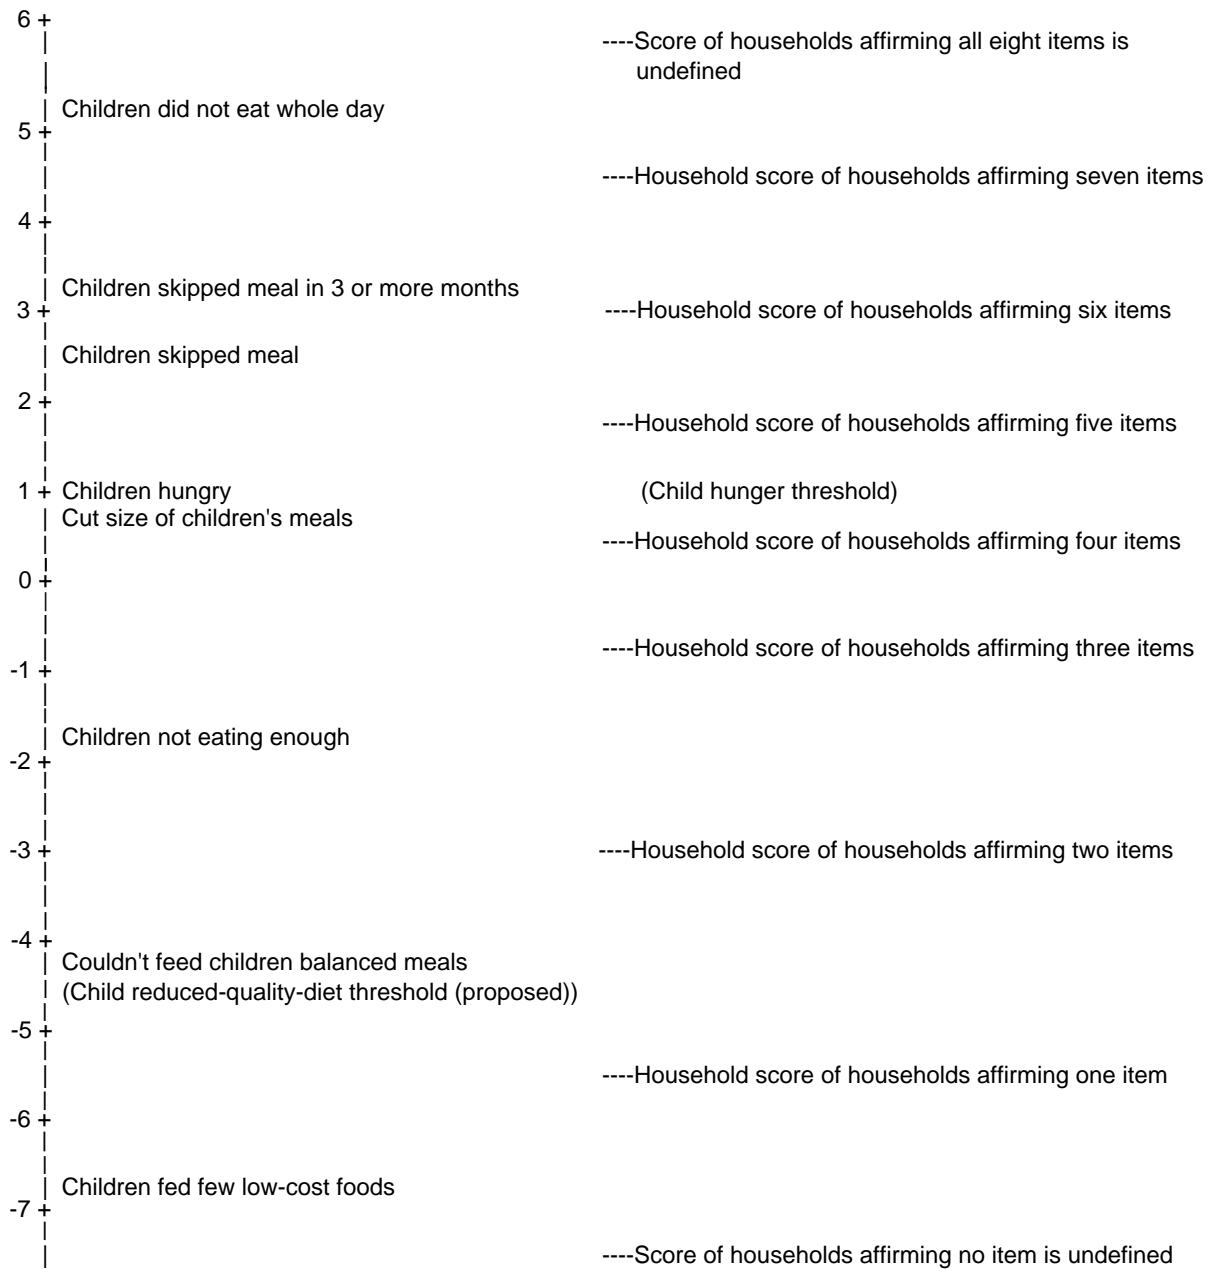 6 +
----Score of households affirming all eight items is
undefined
Children did not eat whole day
5 +
----Household score of households affirming seven items
4 +
Children skipped meal in 3 or more months
3 +
----Household score of households affirming six items
Children skipped meal
2 +
----Household score of households affirming five items
1 + Children hungry
(Child hunger threshold)
Cut size of children's meals
----Household score of households affirming four items
0 +
----Household score of households affirming three items
-1 +
Children not eating enough
-2 +
-3 +
----Household score of households affirming two items
-4 +
Couldn't feed children balanced meals
(Child reduced-quality-diet threshold (proposed))
-5 +
----Household score of households affirming one item
-6 +
Children fed few low-cost foods
-7 +
----Score of households affirming no item is undefined